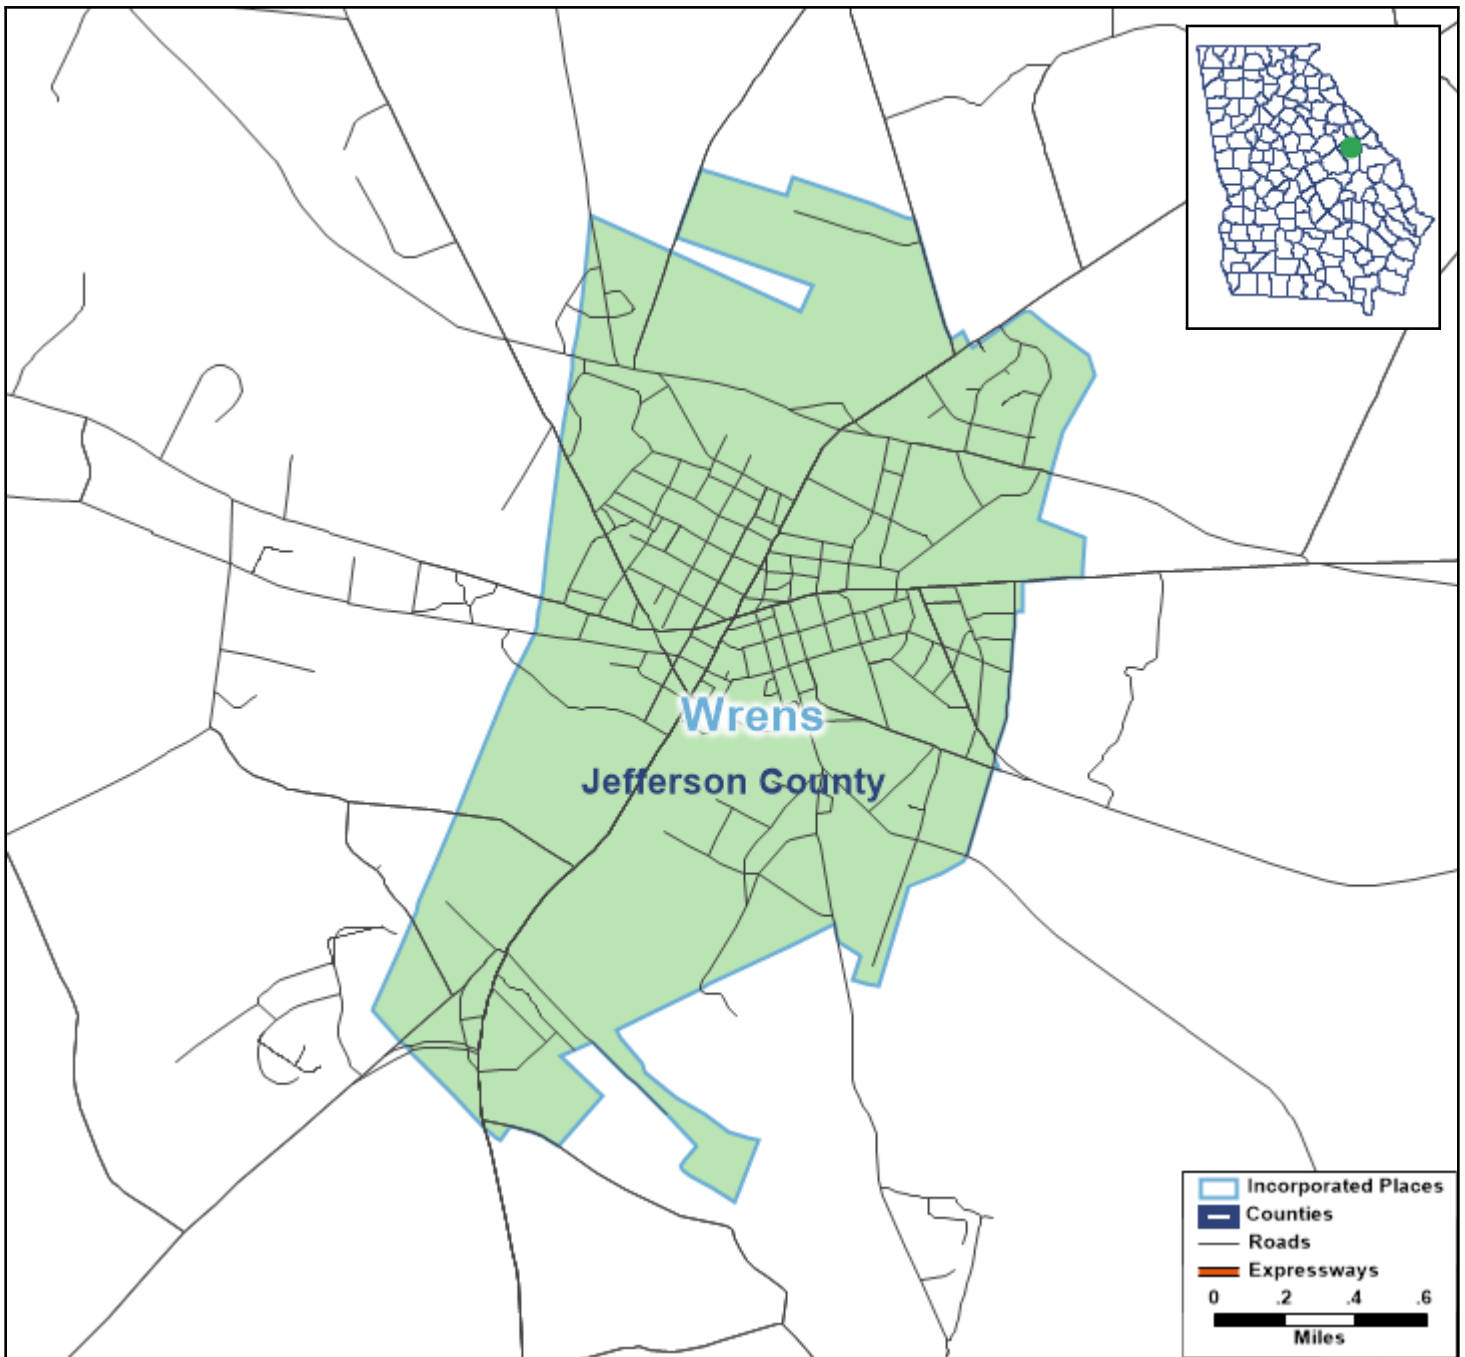 Wrens
Jefferson County
Incorporated Places
Counties
Roads
Expressways
0 .2 .4 .6
Miles